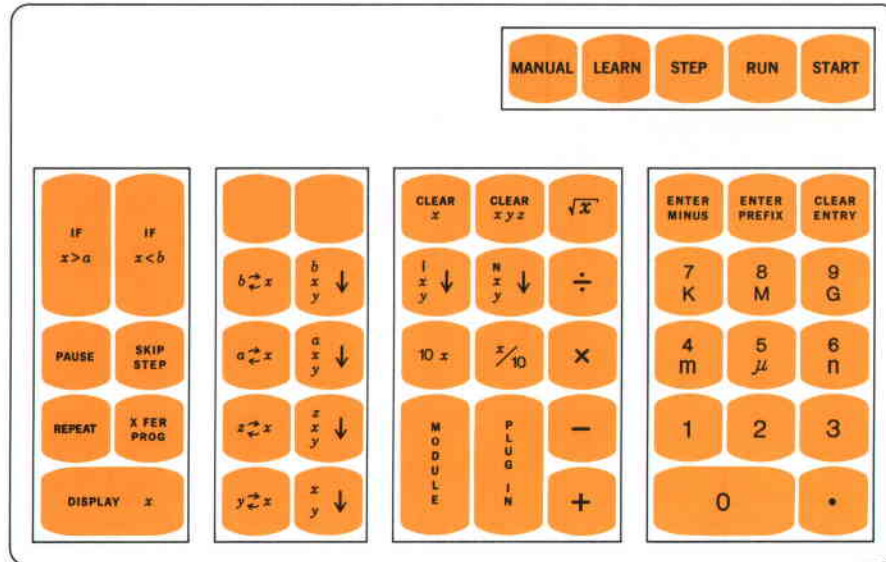 MANUAL LEARN STEP RUN START
IF
x>a
IF
x<b
PAUSE
SKIP
STEP
REPEAT
X FER
PROG
DISPLAY x
b⇄x
b
x
y ↓
a⇄x
a
x
y ↓
z⇄x
z
x
y ↓
y⇄x
x
y ↓
CLEAR
x
CLEAR
x y z
√x
I
x
y ↓
N
x
y ↓
÷
10 x
x/10
×
MODULE
PLUG IN
−
+
ENTER
MINUS
ENTER
PREFIX
CLEAR
ENTRY
7
K
8
M
9
G
4
m
5
μ
6
n
1
2
3
0
•